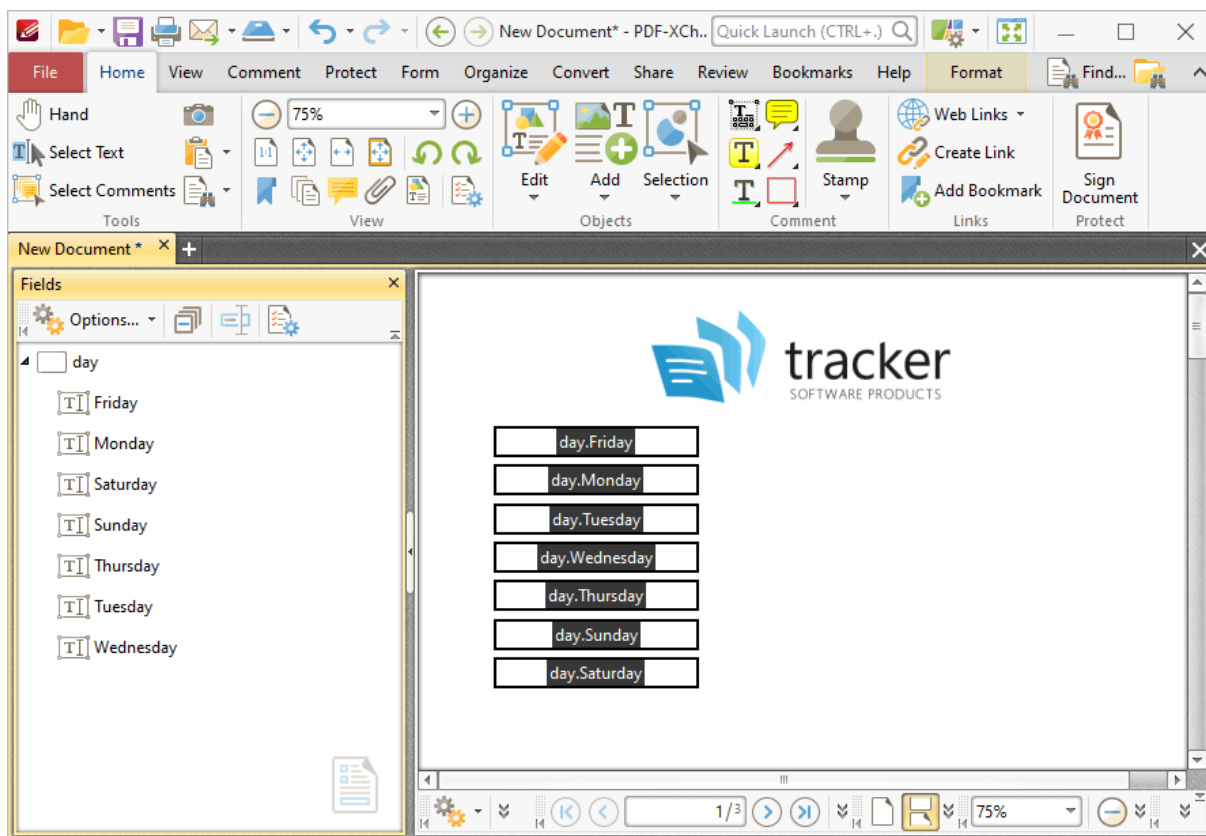 New Document* - PDF-XCh.. Quick Launch (CTRL+.)
File Home View Comment Protect Form Organize Convert Share Review Bookmarks Help Format Find...
Hand
Select Text
Select Comments
Tools
75%
1:1
View
Edit Add Selection
Objects
Stamp
Comment
Web Links
Create Link
Add Bookmark
Links
Sign
Document
Protect
New Document *
Fields
Options...
day
Friday
Monday
Saturday
Sunday
Thursday
Tuesday
Wednesday
tracker
SOFTWARE PRODUCTS
day.Friday
day.Monday
day.Tuesday
day.Wednesday
day.Thursday
day.Sunday
day.Saturday
1/3 75%